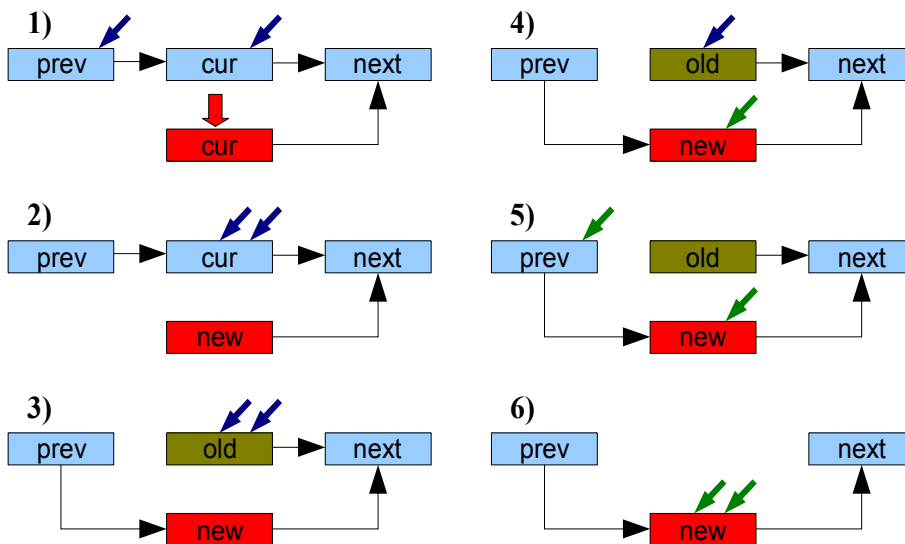 1)
prev cur next
cur
2)
prev cur next
new
3)
prev old next
new
4)
prev old next
new
5)
prev old next
new
6)
prev next
new